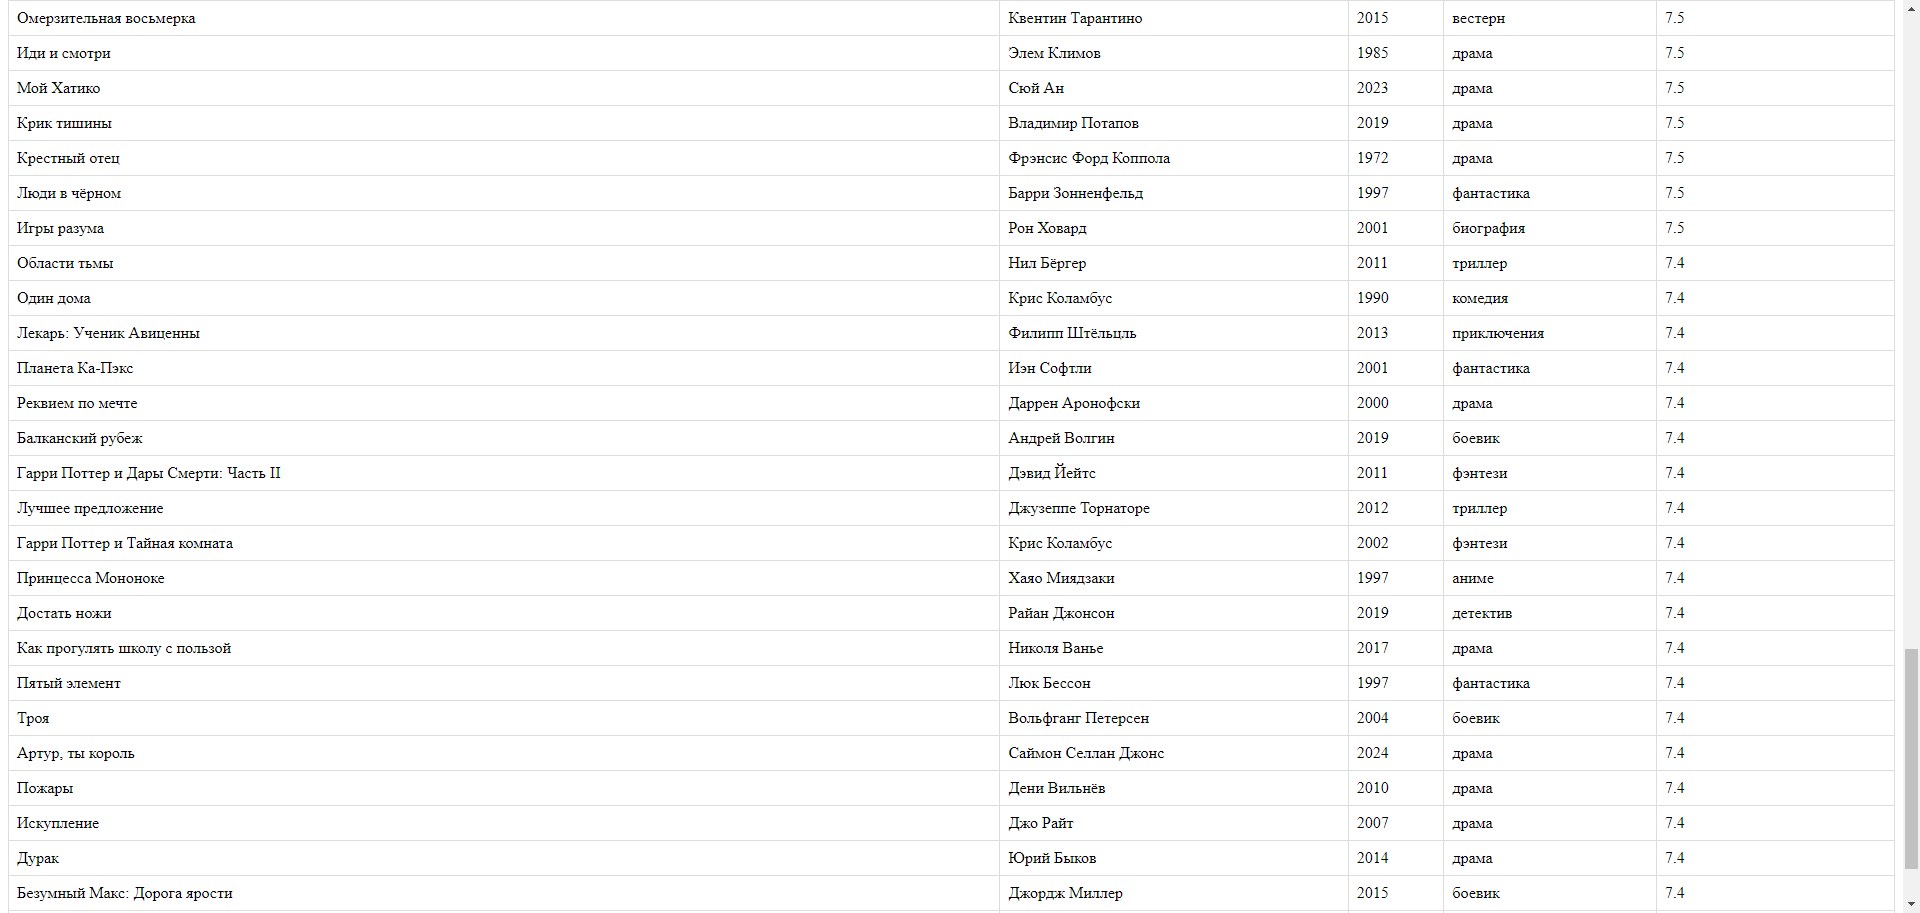 Омерзительная восьмерка Квентин Тарантино 2015 вестерн 7.5
Иди и смотри Элем Климов 1985 драма 7.5
Мой Хатико Сюй Ан 2023 драма 7.5
Крик тишины Владимир Потапов 2019 драма 7.5
Крестный отец Фрэнсис Форд Коппола 1972 драма 7.5
Люди в чёрном Барри Зонненфельд 1997 фантастика 7.5
Игры разума Рон Ховард 2001 биография 7.5
Области тьмы Нил Бёргер 2011 триллер 7.4
Один дома Крис Коламбус 1990 комедия 7.4
Лекарь: Ученик Авиценны Филипп Штёльцль 2013 приключения 7.4
Планета Ка-Пэкс Иэн Софтли 2001 фантастика 7.4
Реквием по мечте Даррен Аронофски 2000 драма 7.4
Балканский рубеж Андрей Волгин 2019 боевик 7.4
Гарри Поттер и Дары Смерти: Часть II Дэвид Йейтс 2011 фэнтези 7.4
Лучшее предложение Джузеппе Торнаторе 2012 триллер 7.4
Гарри Поттер и Тайная комната Крис Коламбус 2002 фэнтези 7.4
Принцесса Мононоке Хаяо Миядзаки 1997 аниме 7.4
Достать ножи Райан Джонсон 2019 детектив 7.4
Как прогулять школу с пользой Николя Ванье 2017 драма 7.4
Пятый элемент Люк Бессон 1997 фантастика 7.4
Троя Вольфганг Петерсен 2004 боевик 7.4
Артур, ты король Саймон Селлан Джонс 2024 драма 7.4
Пожары Дени Вильнёв 2010 драма 7.4
Искупление Джо Райт 2007 драма 7.4
Дурак Юрий Быков 2014 драма 7.4
Безумный Макс: Дорога ярости Джордж Миллер 2015 боевик 7.4